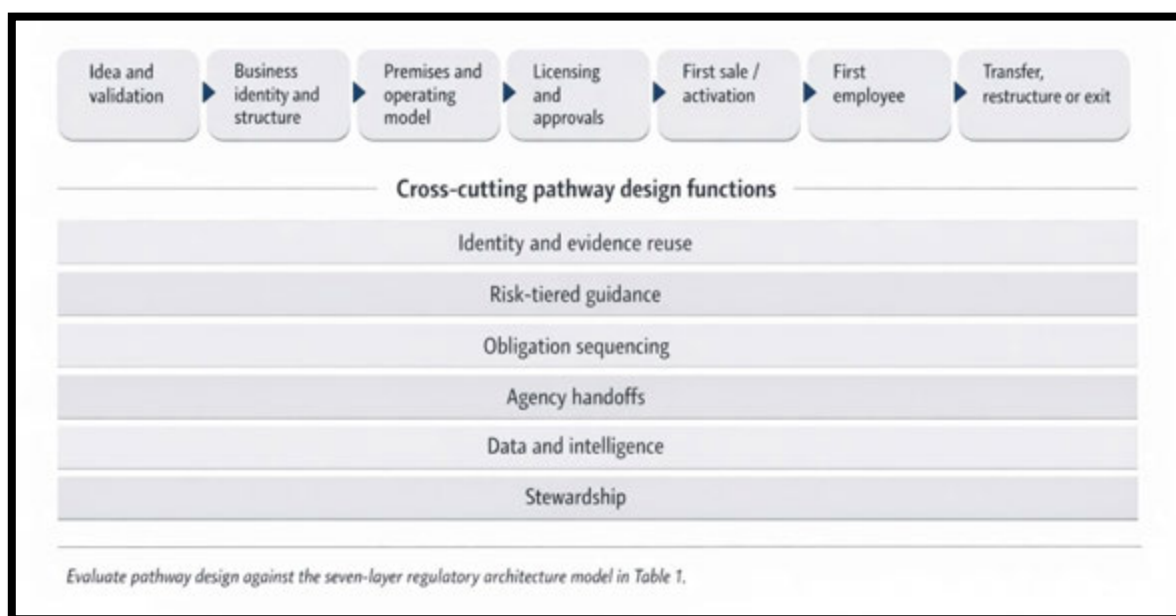 Idea and
validation
Business
identity and
structure
Premises and
operating
model
Licensing
and
approvals
First sale /
activation
First
employee
Transfer,
restructure or exit
Cross-cutting pathway design functions
Identity and evidence reuse
Risk-tiered guidance
Obligation sequencing
Agency handoffs
Data and intelligence
Stewardship
Evaluate pathway design against the seven-layer regulatory architecture model in Table 1.